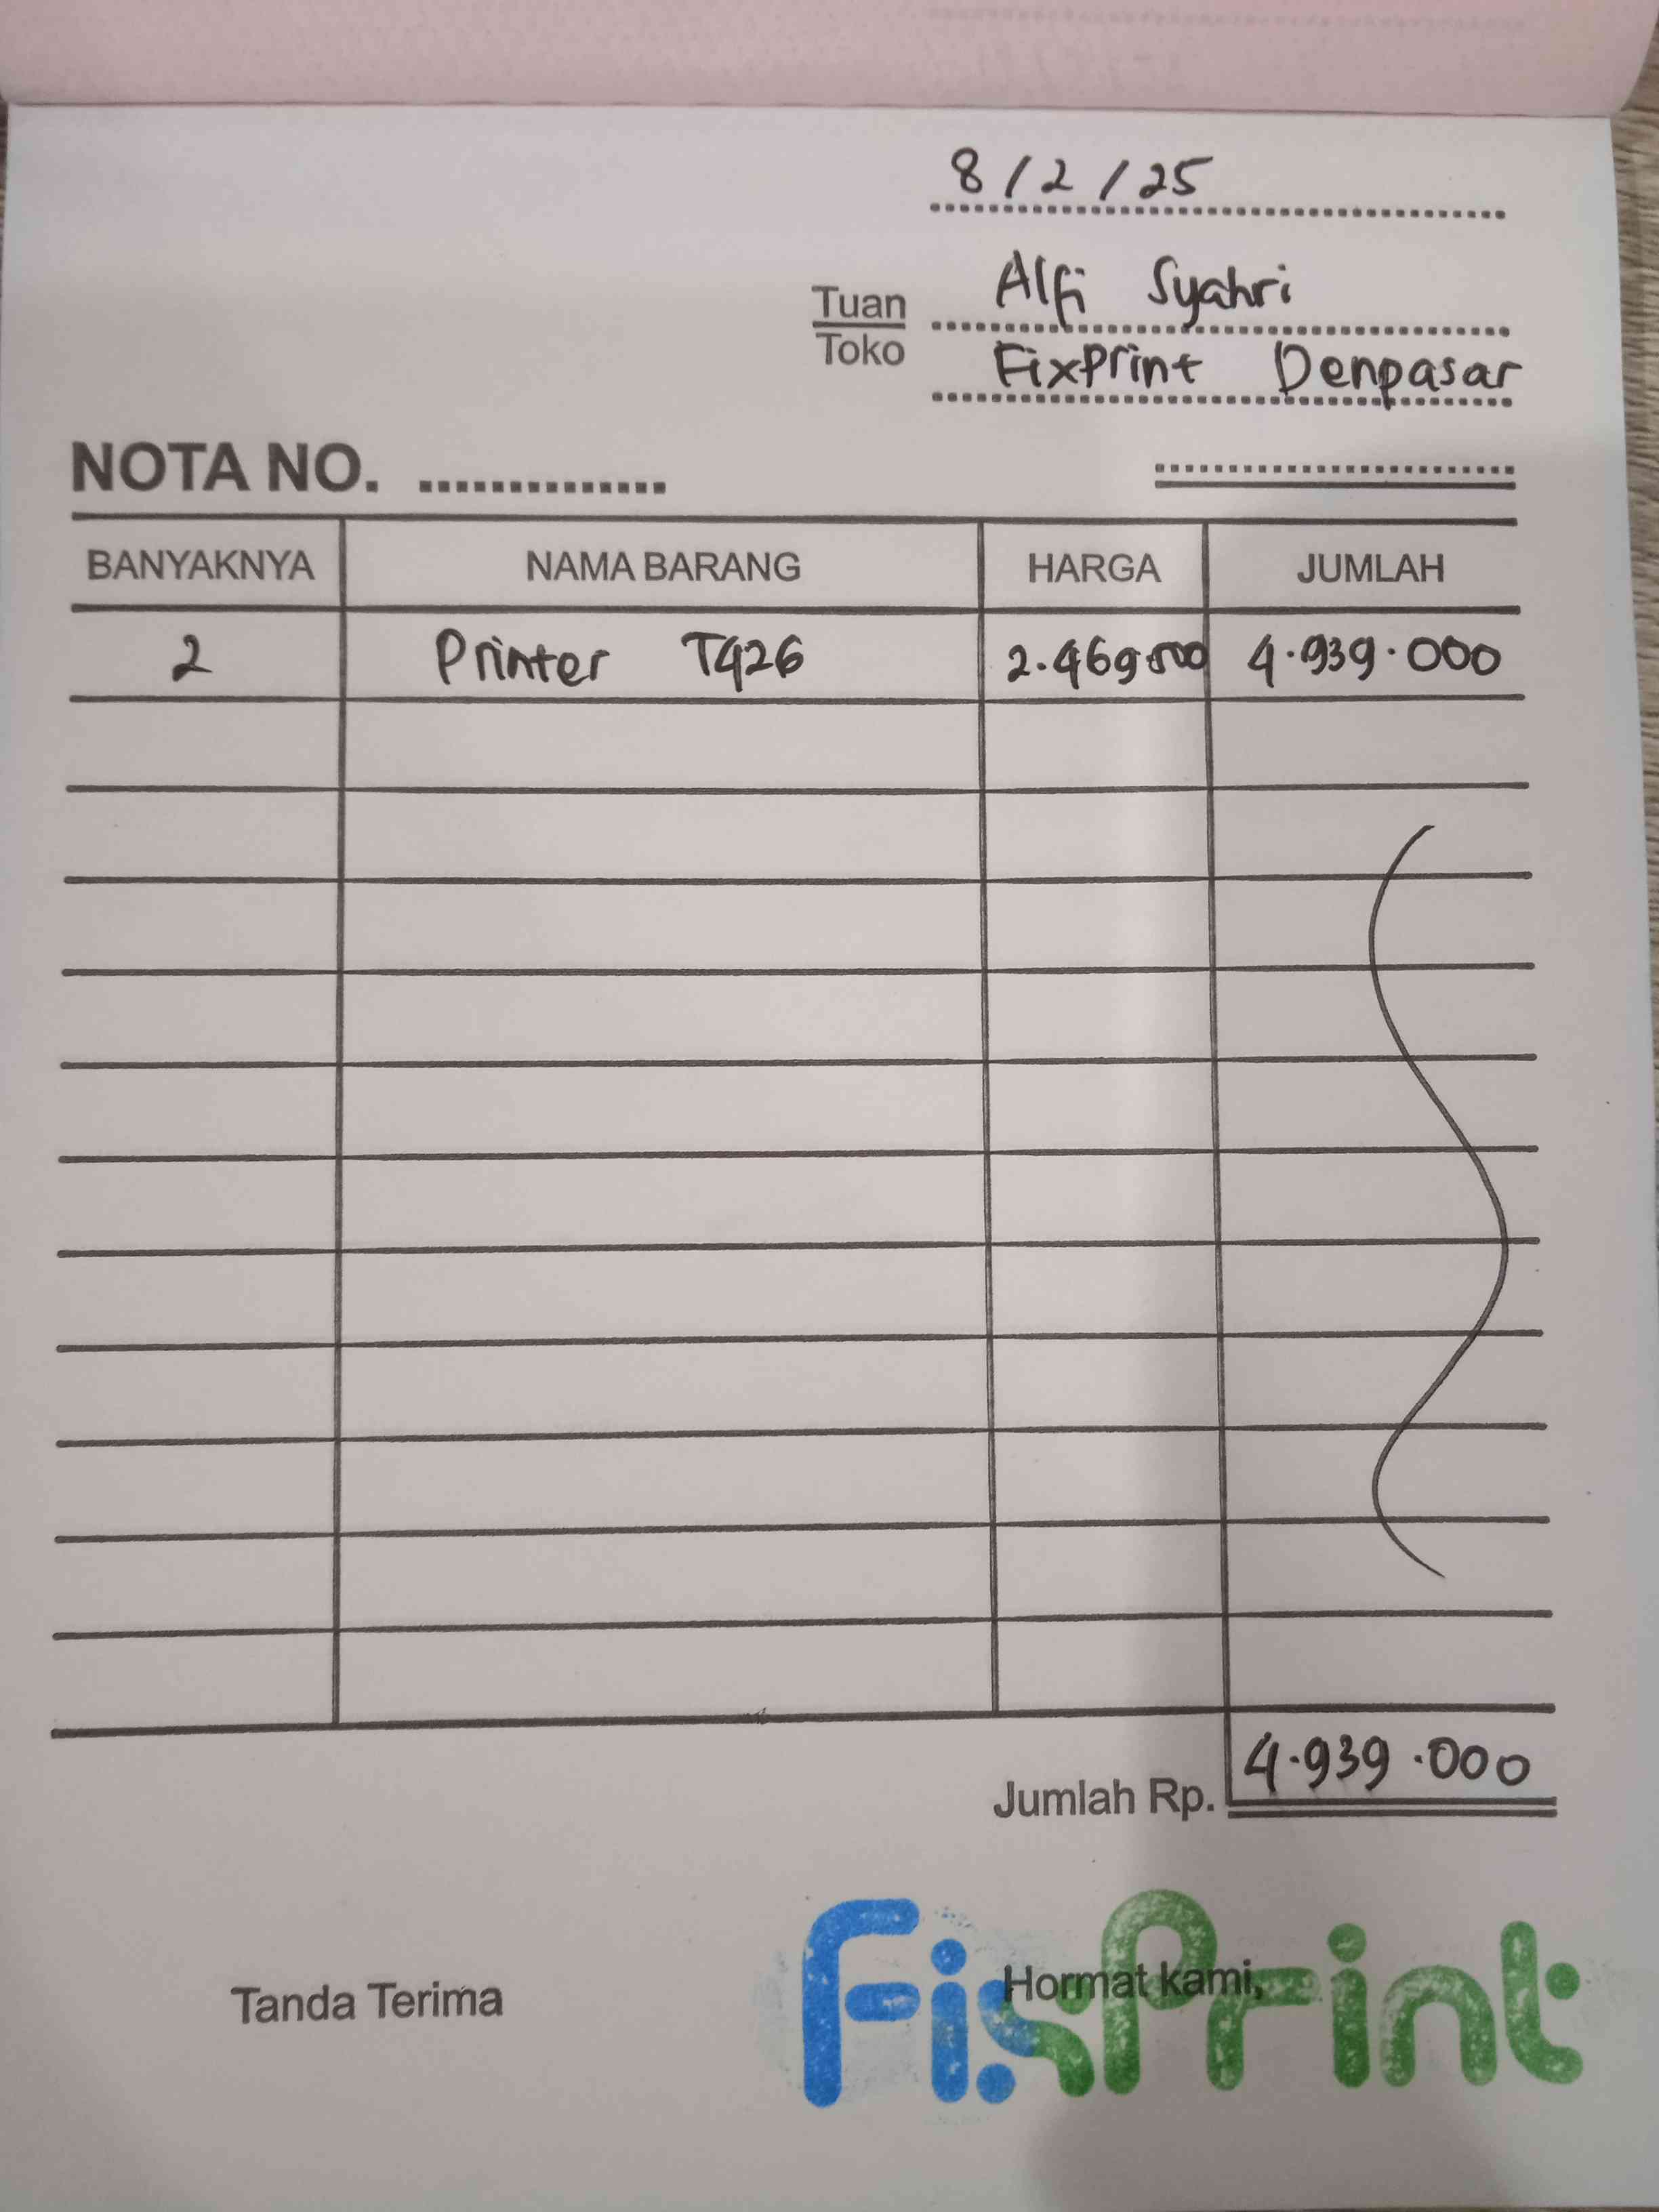 8 / 2 / 25
Tuan Alfi Syahri
Toko FixPrint Denpasar
NOTA NO. ..............
BANYAKNYA NAMA BARANG HARGA JUMLAH
2 Printer T426 2.469.500 4.939.000
Jumlah Rp. 4.939.000
Tanda Terima Hormat kami,
FixPrint